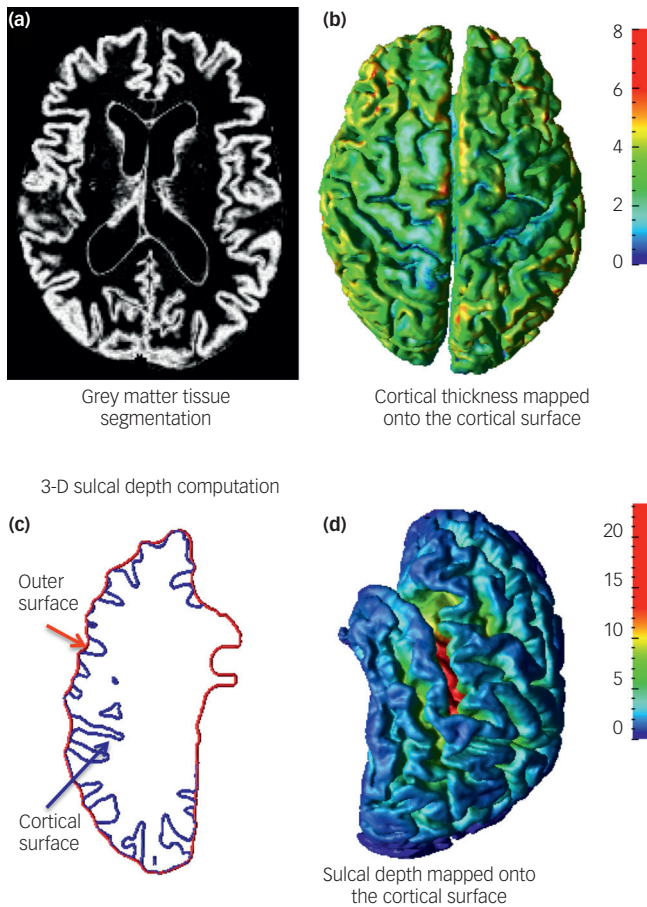 (a)
(b)
8
6
4
2
0
Grey matter tissue
segmentation
Cortical thickness mapped
onto the cortical surface
3-D sulcal depth computation
(c)
(d)
Outer
surface
Cortical
surface
20
15
10
5
0
Sulcal depth mapped onto
the cortical surface